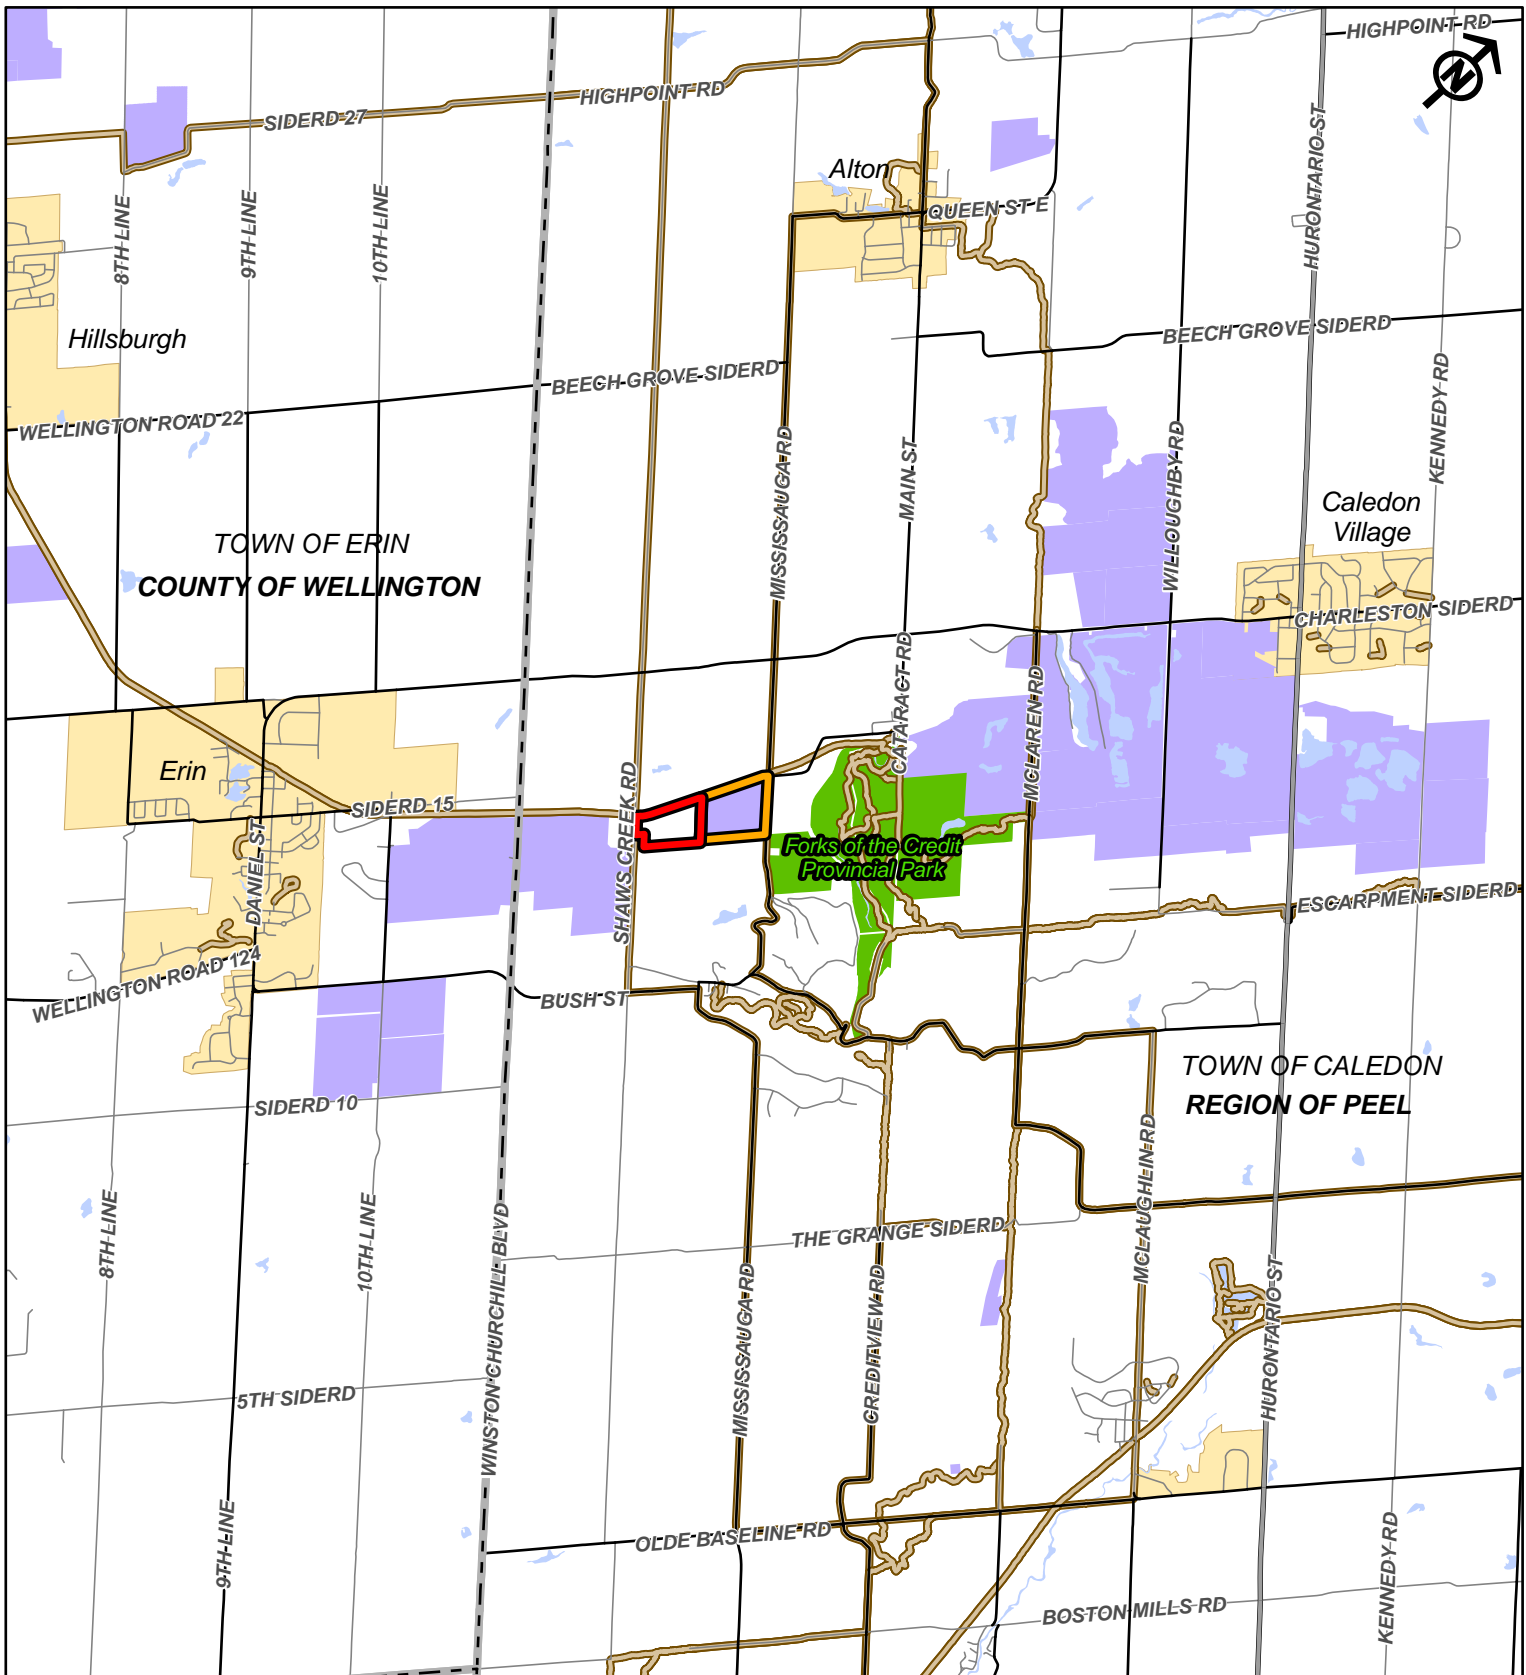 HIGHPOINT RD
N
HIGHPOINT RD
SIDERD 27
HURONTARIO ST
Alton
QUEEN ST E
8TH LINE
9TH LINE
10TH LINE
Hillsburgh
BEECH GROVE SIDERD
BEECH GROVE SIDERD
WELLINGTON ROAD 22
KENNEDY RD
MISSISSAUGA RD
MAIN ST
WILLOUGHBY RD
Caledon
Village
TOWN OF ERIN
COUNTY OF WELLINGTON
CHARLESTON SIDERD
CATARACT RD
MCLAREN RD
Erin
SIDERD 15
SHAWS CREEK RD
DANIEL ST
Forks of the Credit
Provincial Park
ESCARPMENT SIDERD
WELLINGTON ROAD 124
BUSH ST
TOWN OF CALEDON
REGION OF PEEL
SIDERD 10
MCLAUGHLIN RD
8TH LINE
10TH LINE
WINSTON CHURCHILL BLVD
THE GRANGE SIDERD
MISSISSAUGA RD
CREDITVIEW RD
HURONTARIO ST
5TH SIDERD
9TH LINE
OLDE BASELINE RD
KENNEDY RD
BOSTON MILLS RD